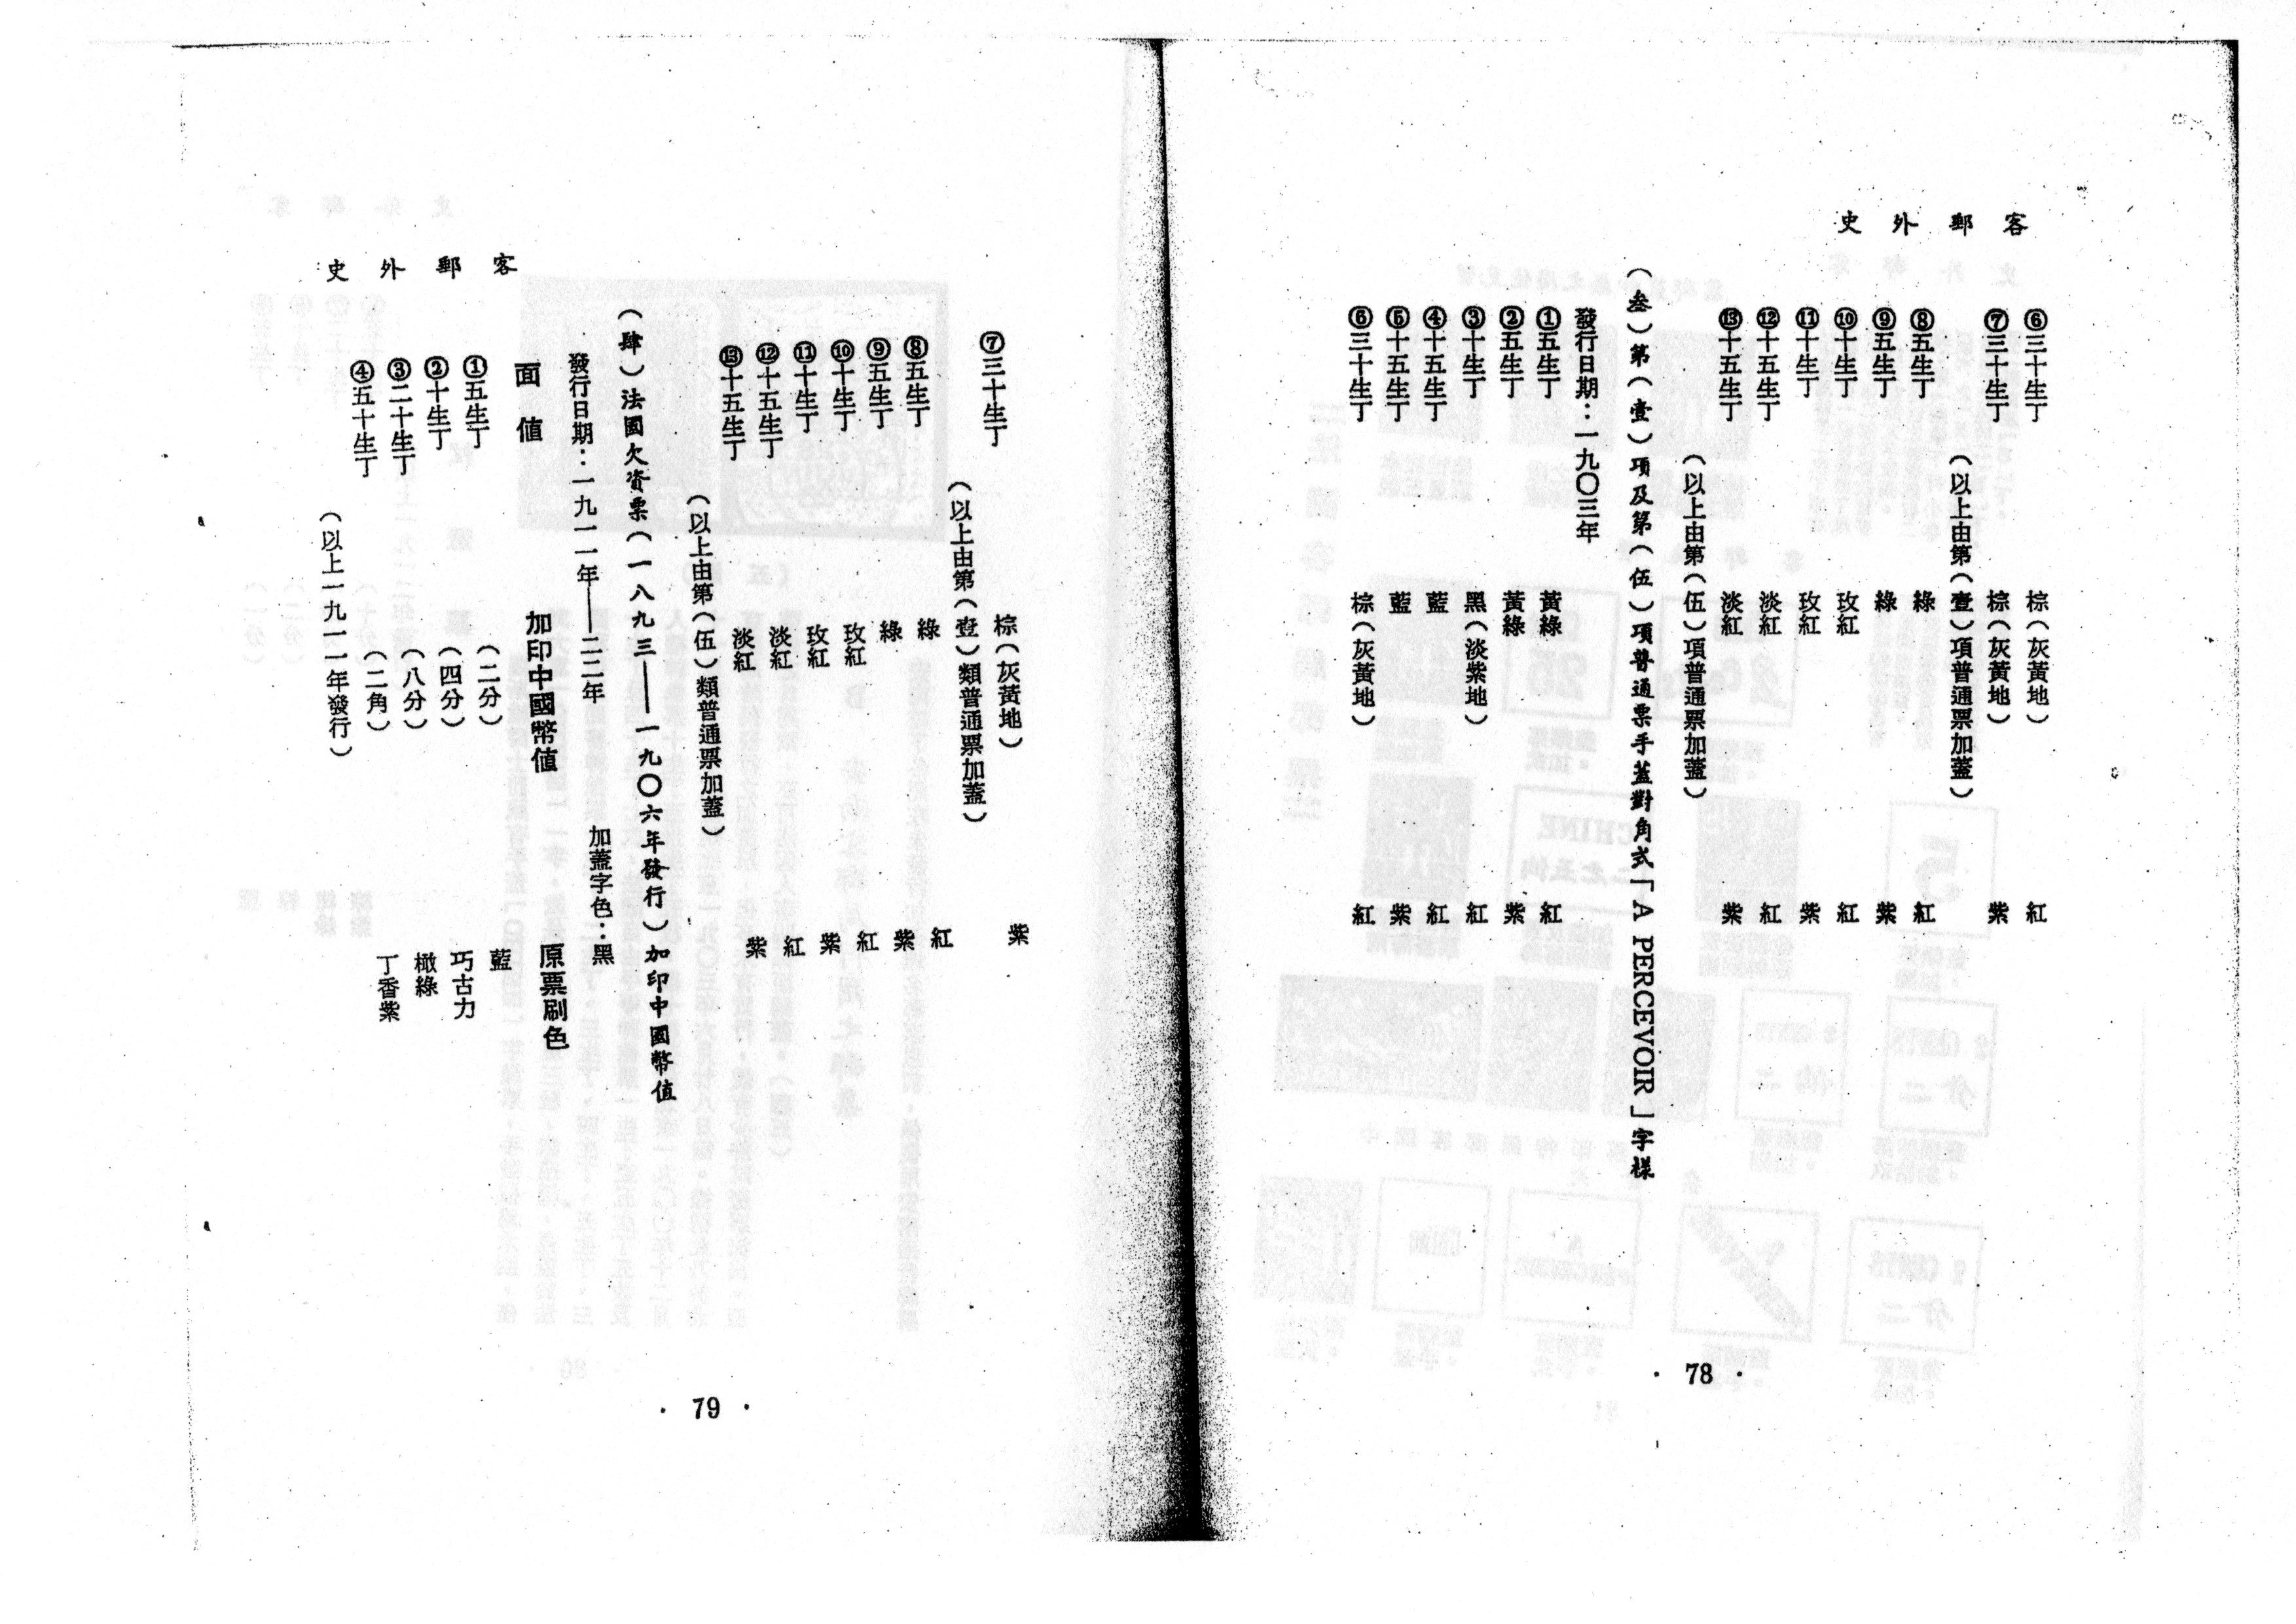 客郵外史
⑥三十生丁 棕（灰黃地） 紅
⑦三十生丁 棕（灰黃地） 紫
（以上由第（壹）項普通票加蓋）
⑧五生丁 綠 紅
⑨五生丁 綠 紫
⑩十生丁 玫紅 紅
⑪十生丁 玫紅 紫
⑫十五生丁 淡紅 紅
⑬十五生丁 淡紅 紫
（以上由第（伍）項普通票加蓋）
（叁）第（壹）項及第（伍）項普通票手蓋對角式「A PERCEVOIR」字樣
發行日期：一九〇三年
①五生丁 黃綠 紅
②五生丁 黃綠 紫
③十生丁 黑（淡紫地） 紅
④十五生丁 藍 紅
⑤十五生丁 藍 紫
⑥三十生丁 棕（灰黃地） 紅
· 78 ·
客郵外史
⑦三十生丁 棕（灰黃地） 紫
（以上由第（壹）類普通票加蓋）
⑧五生丁 綠 紅
⑨五生丁 綠 紫
⑩十生丁 玫紅 紅
⑪十生丁 玫紅 紫
⑫十五生丁 淡紅 紅
⑬十五生丁 淡紅 紫
（以上由第（伍）類普通票加蓋）
（肆）法國欠資票（一八九三——一九〇六年發行）加印中國幣值
發行日期：一九一一年——二二年 加蓋字色：黑
面值 加印中國幣值 原票刷色
①五生丁 （二分） 藍
②十生丁 （四分） 巧古力
③二十生丁 （八分） 橄綠
④五十生丁 （二角） 丁香紫
（以上一九一一年發行）
· 79 ·